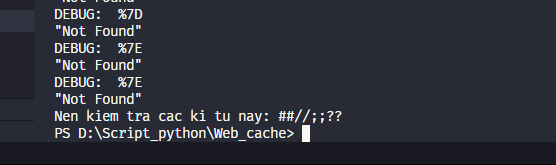 DEBUG:  %7D
"Not Found"
DEBUG:  %7E
"Not Found"
DEBUG:  %7E
"Not Found"
Nen kiem tra cac ki tu nay: ##//;;??
PS D:\Script_python\Web_cache>